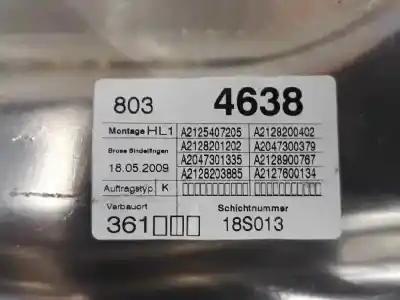 803 4638
Montage HL1 A2125407205 A2128200402
Brose Sindelfingen A2128201202 A2047300379
18.05.2009 A2047301335 A2128900767
A2128203885 A2127600134
Auftragstyp K
Verbauort Schichtnummer
361 18S013